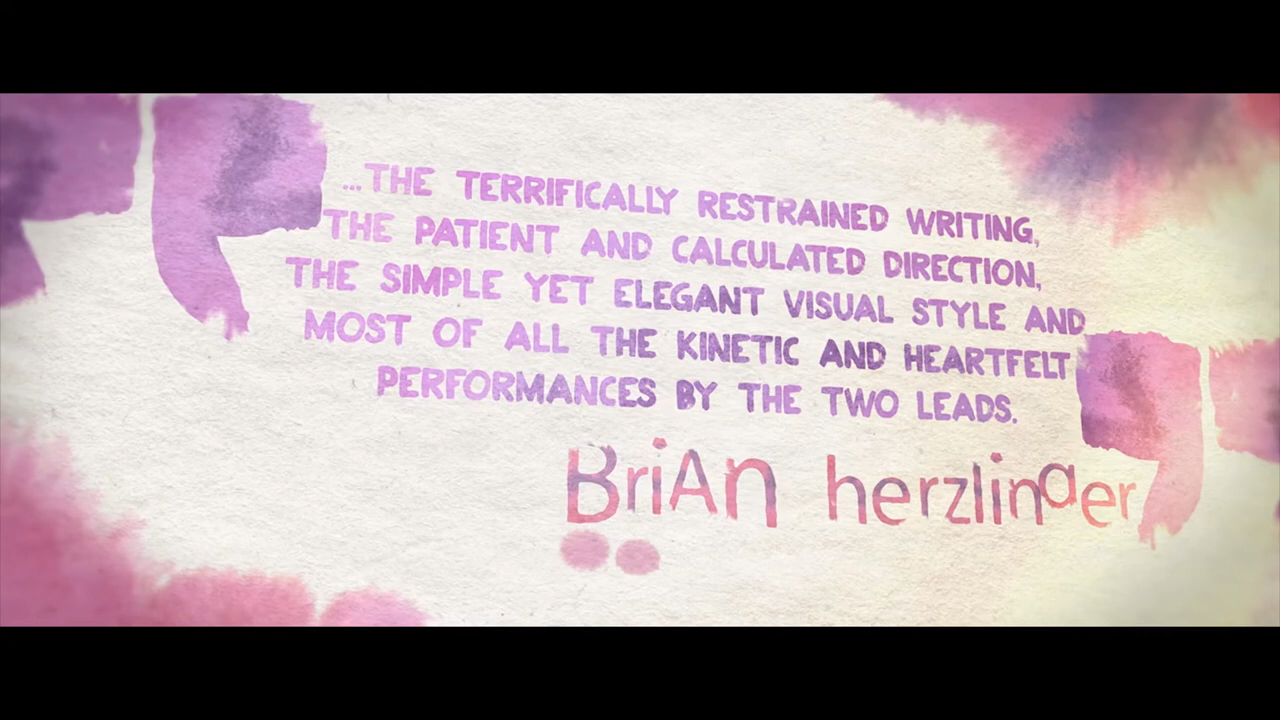 ...THE TERRIFICALLY RESTRAINED WRITING,
THE PATIENT AND CALCULATED DIRECTION,
THE SIMPLE YET ELEGANT VISUAL STYLE AND
MOST OF ALL THE KINETIC AND HEARTFELT
PERFORMANCES BY THE TWO LEADS.
BriAn herzlinger